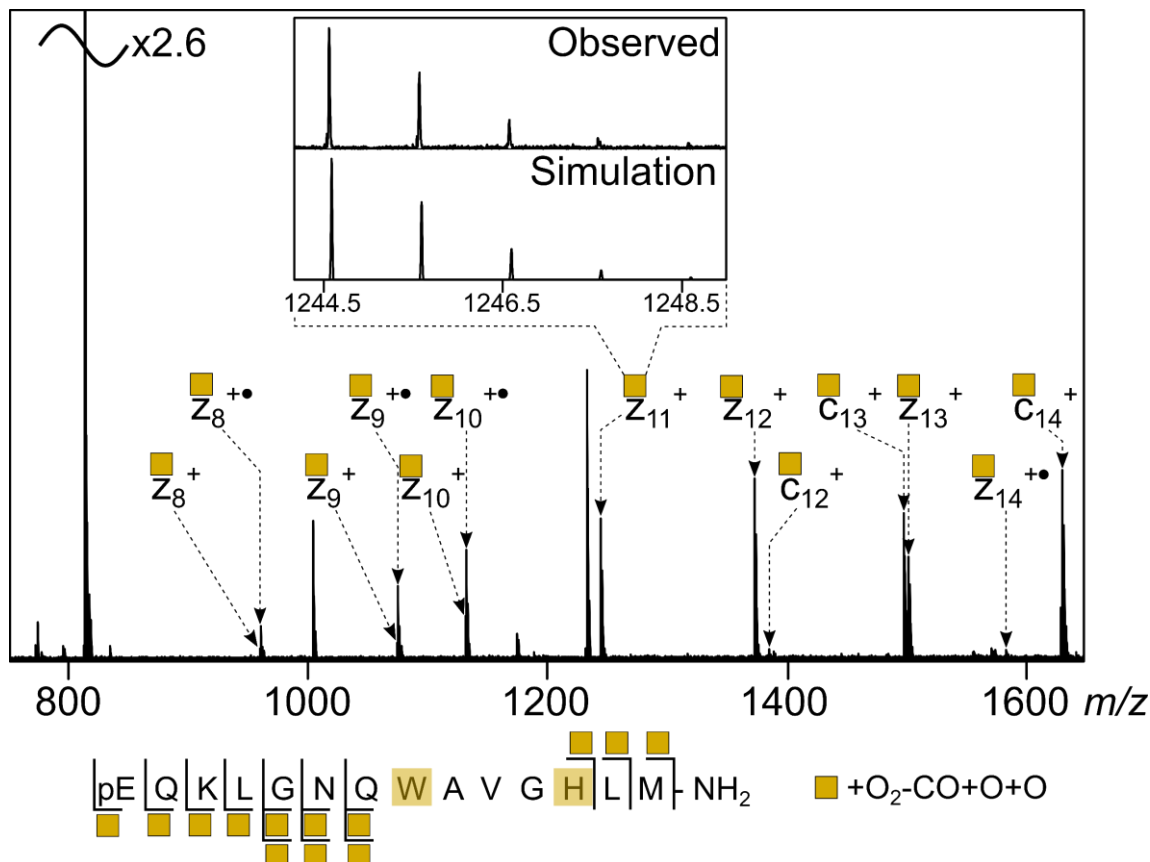 x2.6
Observed
Simulation
1244.5 1246.5 1248.5
z8+• z9+• z10+• z11+ z12+ c13+ z13+ c14+
z8+ z9+ z10+ c12+ z14+•
800 1000 1200 1400 1600 m/z
pE Q K L G N Q W A V G H L M - NH2 +O2-CO+O+O